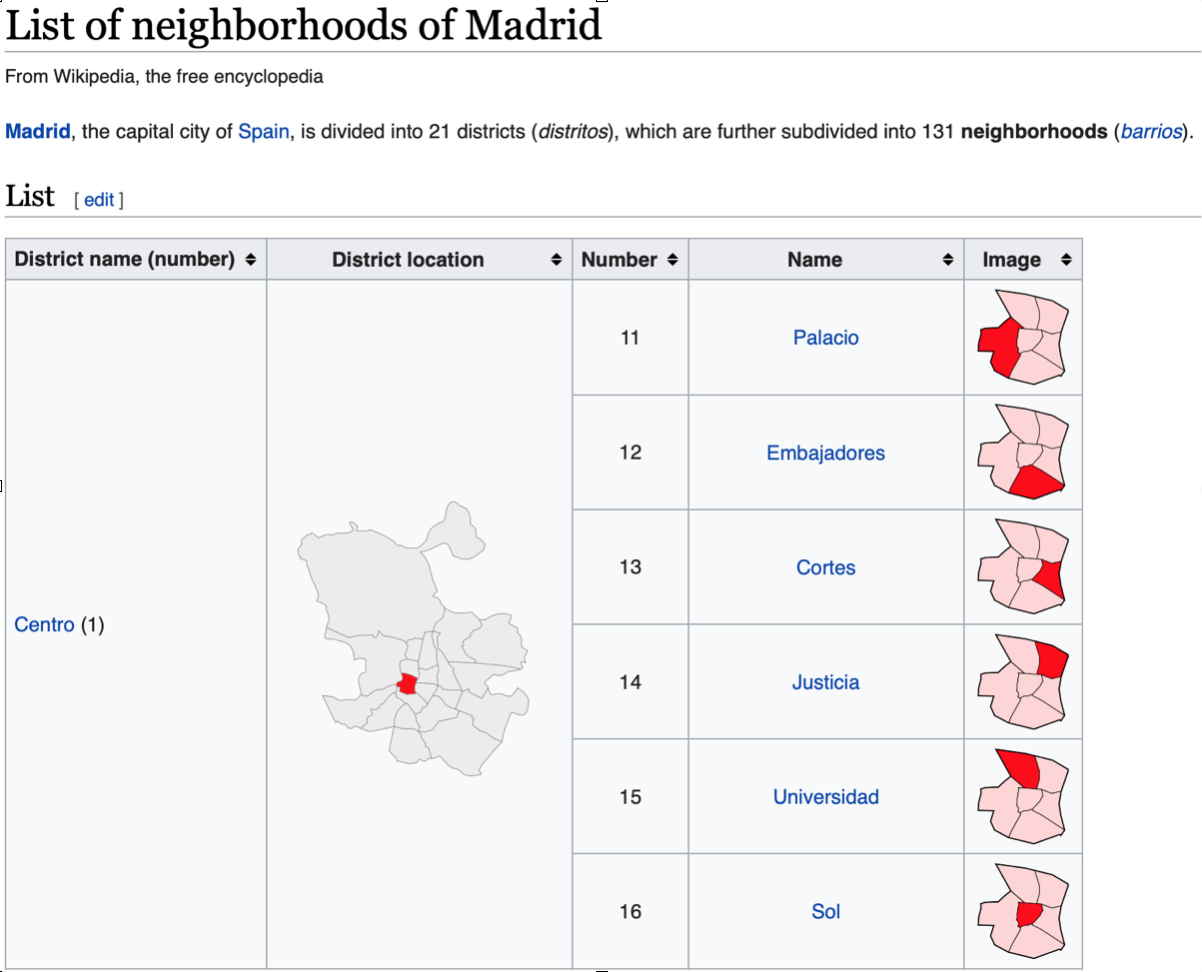 List of neighborhoods of Madrid
From Wikipedia, the free encyclopedia
Madrid, the capital city of Spain, is divided into 21 districts (distritos), which are further subdivided into 131 neighborhoods (barrios).
List [ edit ]
District name (number) District location Number Name Image
11 Palacio
12 Embajadores
13 Cortes
Centro (1)
14 Justicia
15 Universidad
16 Sol